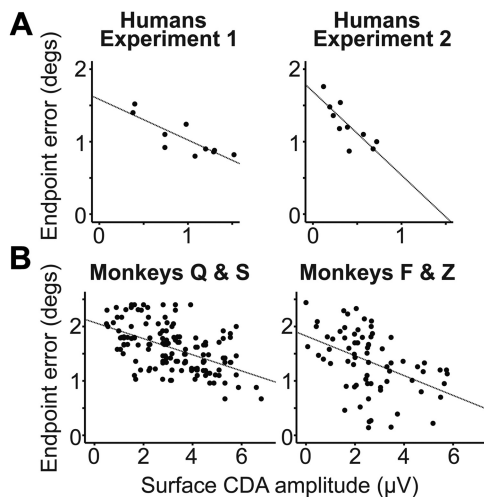 A
Humans
Experiment 1
Humans
Experiment 2
Endpoint error (degs)
2
1
0
0
1
2
1
0
0
1
B
Monkeys Q & S
Monkeys F & Z
Endpoint error (degs)
2
1
0
0
2
4
6
2
1
0
0
2
4
6
Surface CDA amplitude (µV)